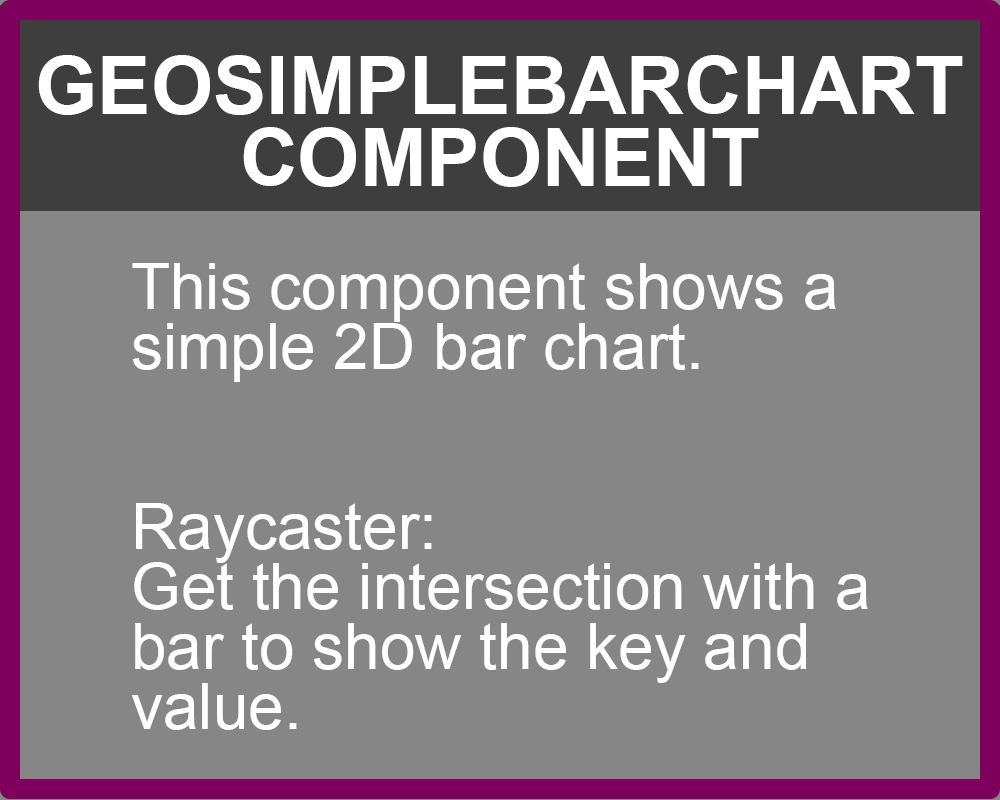 GEOSIMPLEBARCHART
COMPONENT
This component shows a
simple 2D bar chart.
Raycaster:
Get the intersection with a
bar to show the key and
value.